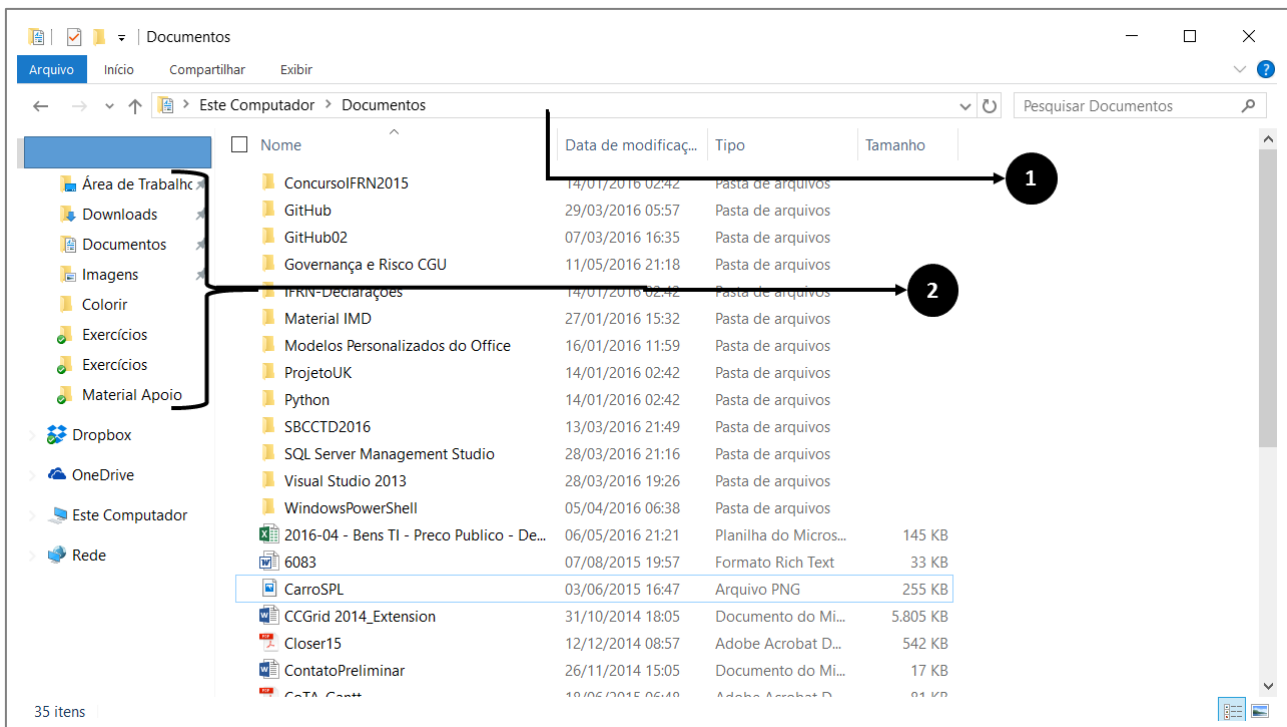 Documentos
Arquivo Início Compartilhar Exibir ?
Este Computador > Documentos Pesquisar Documentos
Nome Data de modificaç... Tipo Tamanho
Área de Trabalhc
Downloads
Documentos
Imagens
Colorir
Exercícios
Exercícios
Material Apoio
Dropbox
OneDrive
Este Computador
Rede
ConcursoIFRN2015 14/01/2016 02:42 Pasta de arquivos
GitHub 29/03/2016 05:57 Pasta de arquivos
GitHub02 07/03/2016 16:35 Pasta de arquivos
Governança e Risco CGU 11/05/2016 21:18 Pasta de arquivos
IFRN-Declarações 14/01/2016 02:42 Pasta de arquivos
Material IMD 27/01/2016 15:32 Pasta de arquivos
Modelos Personalizados do Office 16/01/2016 11:59 Pasta de arquivos
ProjetoUK 14/01/2016 02:42 Pasta de arquivos
Python 14/01/2016 02:42 Pasta de arquivos
SBCCTD2016 13/03/2016 21:49 Pasta de arquivos
SQL Server Management Studio 28/03/2016 21:16 Pasta de arquivos
Visual Studio 2013 28/03/2016 19:26 Pasta de arquivos
WindowsPowerShell 05/04/2016 06:38 Pasta de arquivos
2016-04 - Bens TI - Preco Publico - De... 06/05/2016 21:21 Planilha do Micros... 145 KB
6083 07/08/2015 19:57 Formato Rich Text 33 KB
CarroSPL 03/06/2015 16:47 Arquivo PNG 255 KB
CCGrid 2014_Extension 31/10/2014 18:05 Documento do Mi... 5.805 KB
Closer15 12/12/2014 08:57 Adobe Acrobat D... 542 KB
ContatoPreliminar 26/11/2014 15:05 Documento do Mi... 17 KB
CoTA_Gantt 18/06/2015 06:48 Adobe Acrobat D... 81 KB
1
2
35 itens